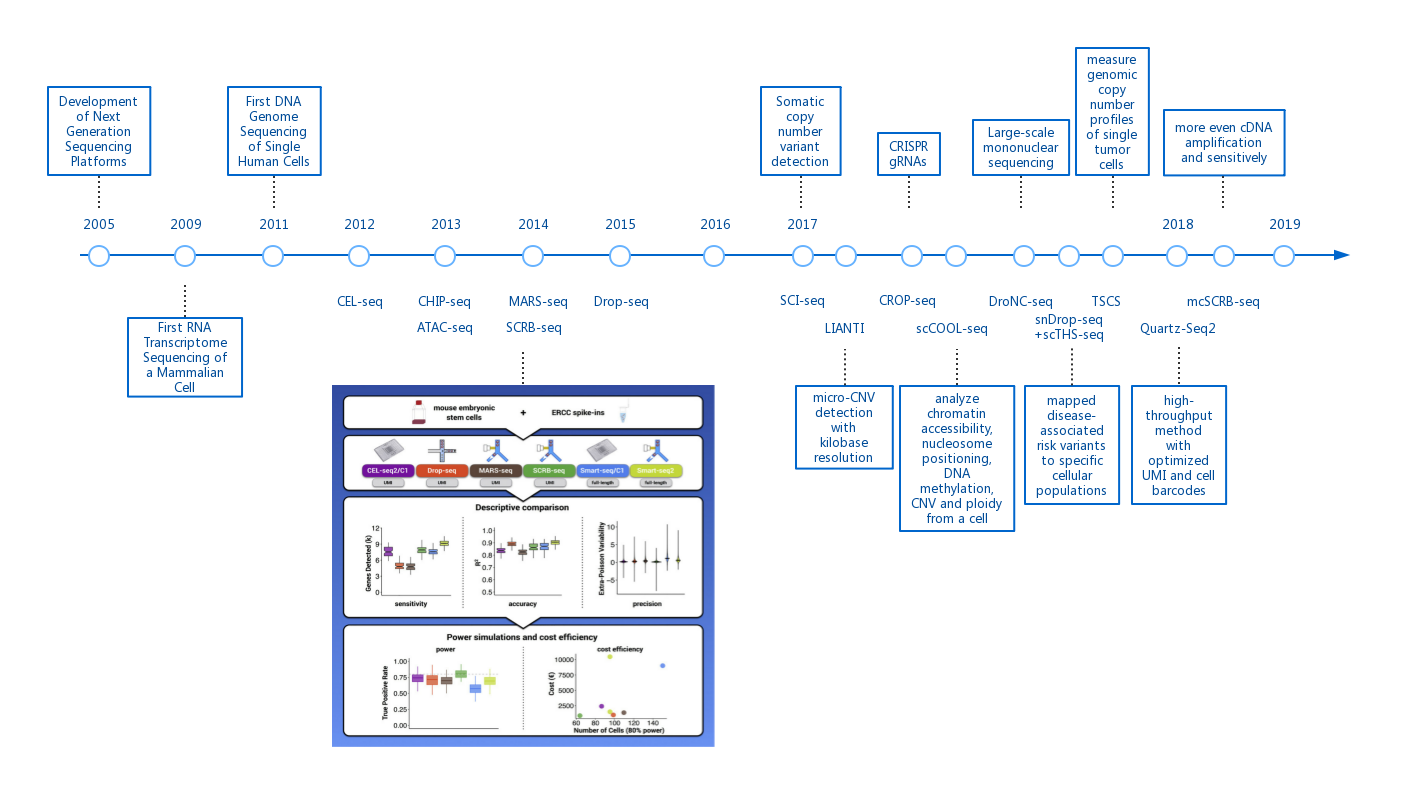 Development
of Next
Generation
Sequencing
Platforms
First DNA
Genome
Sequencing
of Single
Human Cells
Somatic
copy
number
variant
detection
CRISPR
gRNAs
Large-scale
mononuclear
sequencing
measure
genomic
copy
number
profiles
of single
tumor
cells
more even cDNA
amplification
and sensitively
2005
2009
2011
2012
2013
2014
2015
2016
2017
2018
2019
CEL-seq
CHIP-seq
ATAC-seq
MARS-seq
SCRB-seq
Drop-seq
SCI-seq
LIANTI
CROP-seq
scCOOL-seq
DroNC-seq
snDrop-seq
+scTHS-seq
TSCS
Quartz-Seq2
mcSCRB-seq
First RNA
Transcriptome
Sequencing of
a Mammalian
Cell
micro-CNV
detection
with
kilobase
resolution
analyze
chromatin
accessibility,
nucleosome
positioning,
DNA
methylation,
CNV and ploidy
from a cell
mapped
disease-
associated
risk variants
to specific
cellular
populations
high-
throughput
method
with
optimized
UMI and cell
barcodes
mouse embryonic
stem cells
+
ERCC spike-ins
CEL-seq2/C1
Drop-seq
MARS-seq
SCRB-seq
Smart-seq/C1
Smart-seq2
UMI
UMI
UMI
UMI
full-length
full-length
Descriptive comparison
Genes Detected (k)
12
9
6
3
0
sensitivity
R²
1.0
0.9
0.8
0.7
0.6
0.5
accuracy
Extra-Poisson Variability
10
5
0
−5
precision
Power simulations and cost efficiency
power
True Positive Rate
1.00
0.75
0.50
0.25
0.00
cost efficiency
Cost (€)
10000
7500
5000
2500
60 80 100 120 140
Number of Cells (80% power)